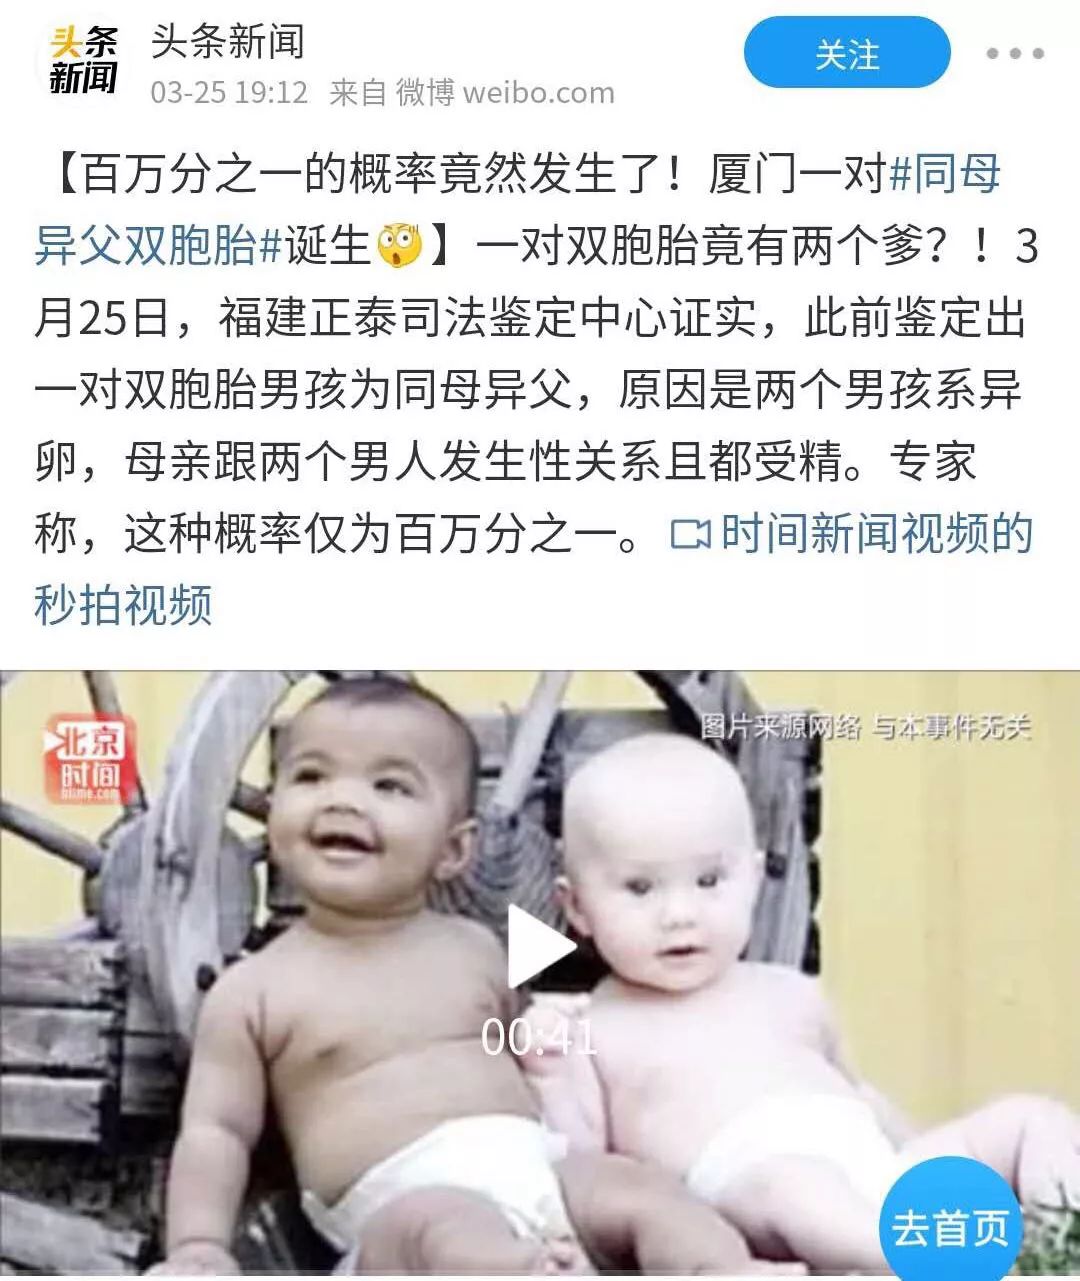 头条
新闻
头条新闻
关注
03-25 19:12 来自 微博 weibo.com
【百万分之一的概率竟然发生了！厦门一对#同母
异父双胞胎#诞生】一对双胞胎竟有两个爹？！3
月25日，福建正泰司法鉴定中心证实，此前鉴定出
一对双胞胎男孩为同母异父，原因是两个男孩系异
卵，母亲跟两个男人发生性关系且都受精。专家
称，这种概率仅为百万分之一。时间新闻视频的
秒拍视频
北京
时间
btime.com
图片来源网络 与本事件无关
00:41
去首页